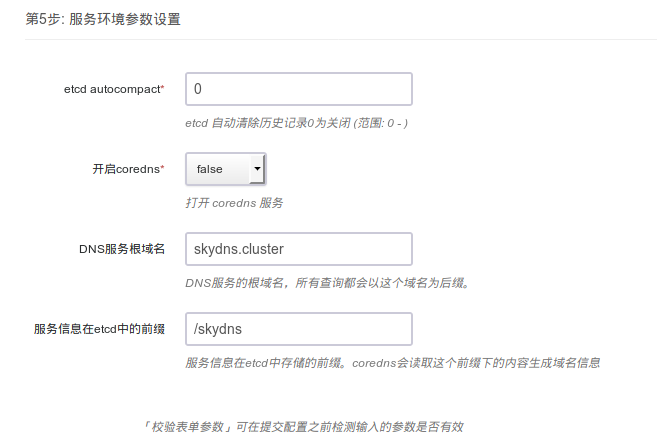 第5步: 服务环境参数设置
etcd autocompact*
0
etcd 自动清除历史记录0为关闭 (范围: 0 - )
开启coredns*
false
打开 coredns 服务
DNS服务根域名
skydns.cluster
DNS服务的根域名，所有查询都会以这个域名为后缀。
服务信息在etcd中的前缀
/skydns
服务信息在etcd中存储的前缀。coredns会读取这个前缀下的内容生成域名信息
「校验表单参数」可在提交配置之前检测输入的参数是否有效